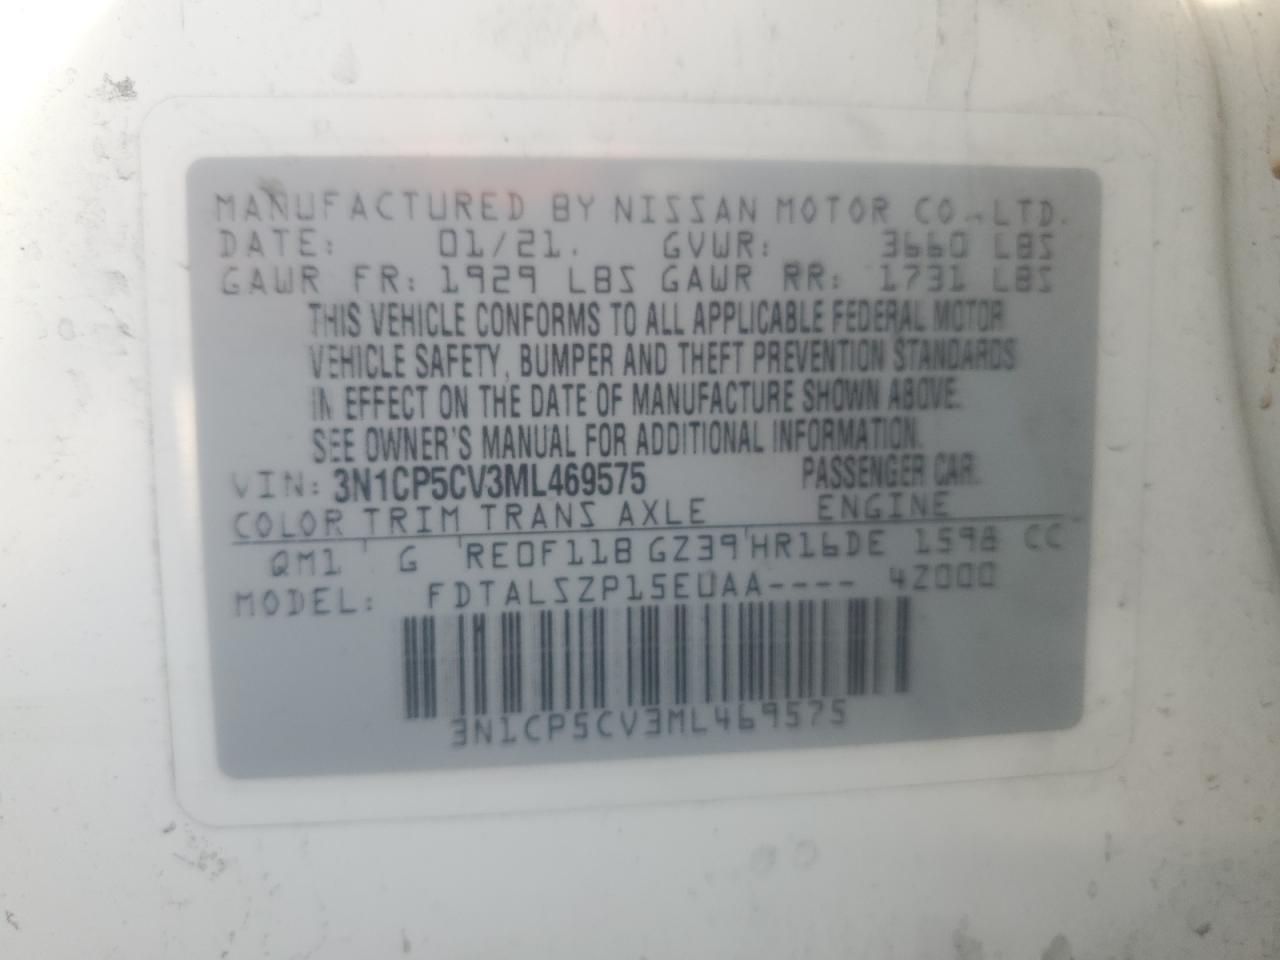 MANUFACTURED BY NISSAN MOTOR CO.,LTD.
DATE: 01/21. GVWR: 3660 LBS
GAWR FR: 1929 LBS GAWR RR: 1731 LBS
THIS VEHICLE CONFORMS TO ALL APPLICABLE FEDERAL MOTOR
VEHICLE SAFETY, BUMPER AND THEFT PREVENTION STANDARDS
IN EFFECT ON THE DATE OF MANUFACTURE SHOWN ABOVE.
SEE OWNER'S MANUAL FOR ADDITIONAL INFORMATION.
VIN: 3N1CP5CV3ML469575 PASSENGER CAR.
COLOR TRIM TRANS AXLE ENGINE
QM1 G RE0F11B GZ39 HR16DE 1598 CC
MODEL: FDTALSZP15EUAA---- 42000
3N1CP5CV3ML469575